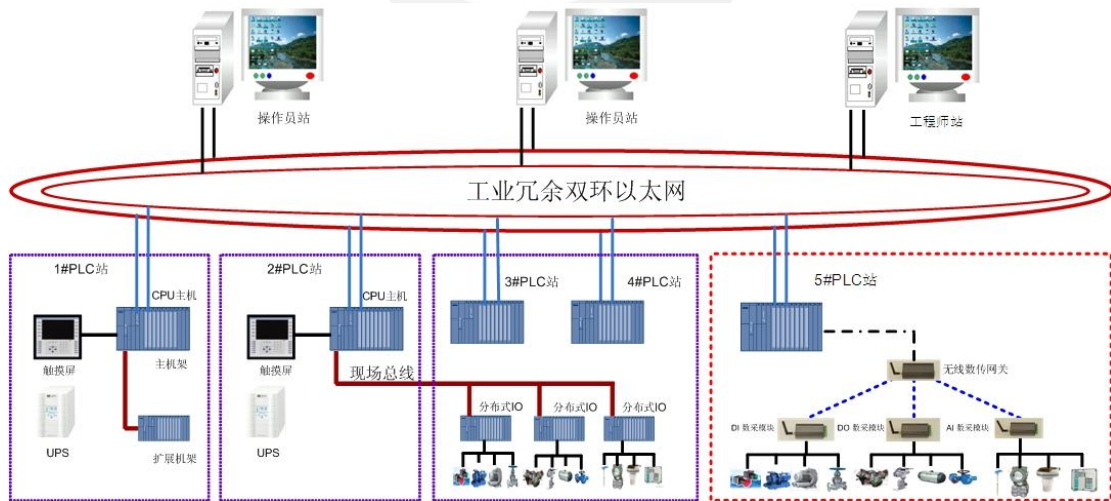 操作员站
操作员站
工程师站
工业冗余双环以太网
1#PLC站
CPU主机
触摸屏
主机架
UPS
扩展机架
2#PLC站
CPU主机
触摸屏
现场总线
UPS
3#PLC站
4#PLC站
分布式IO
分布式IO
分布式IO
5#PLC站
无线数传网关
DI 数采模块
DO 数采模块
AI 数采模块